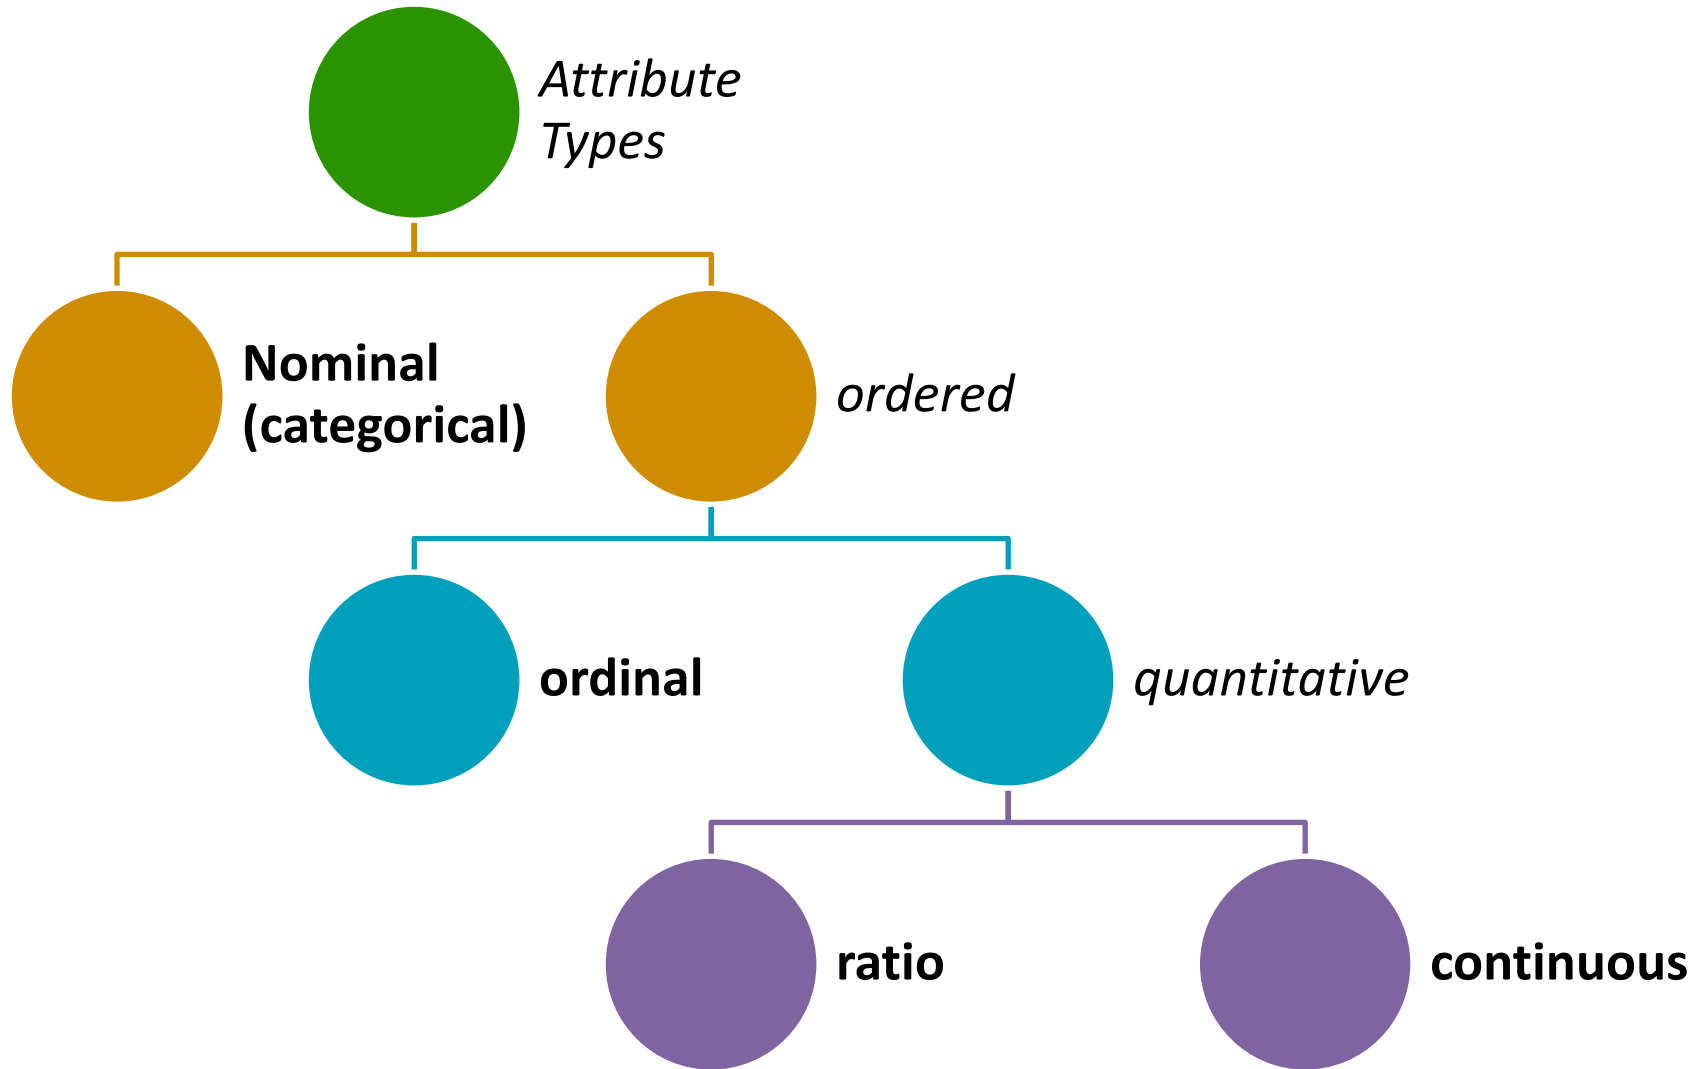 Attribute
Types
Nominal
(categorical)
ordered
ordinal
quantitative
ratio
continuous